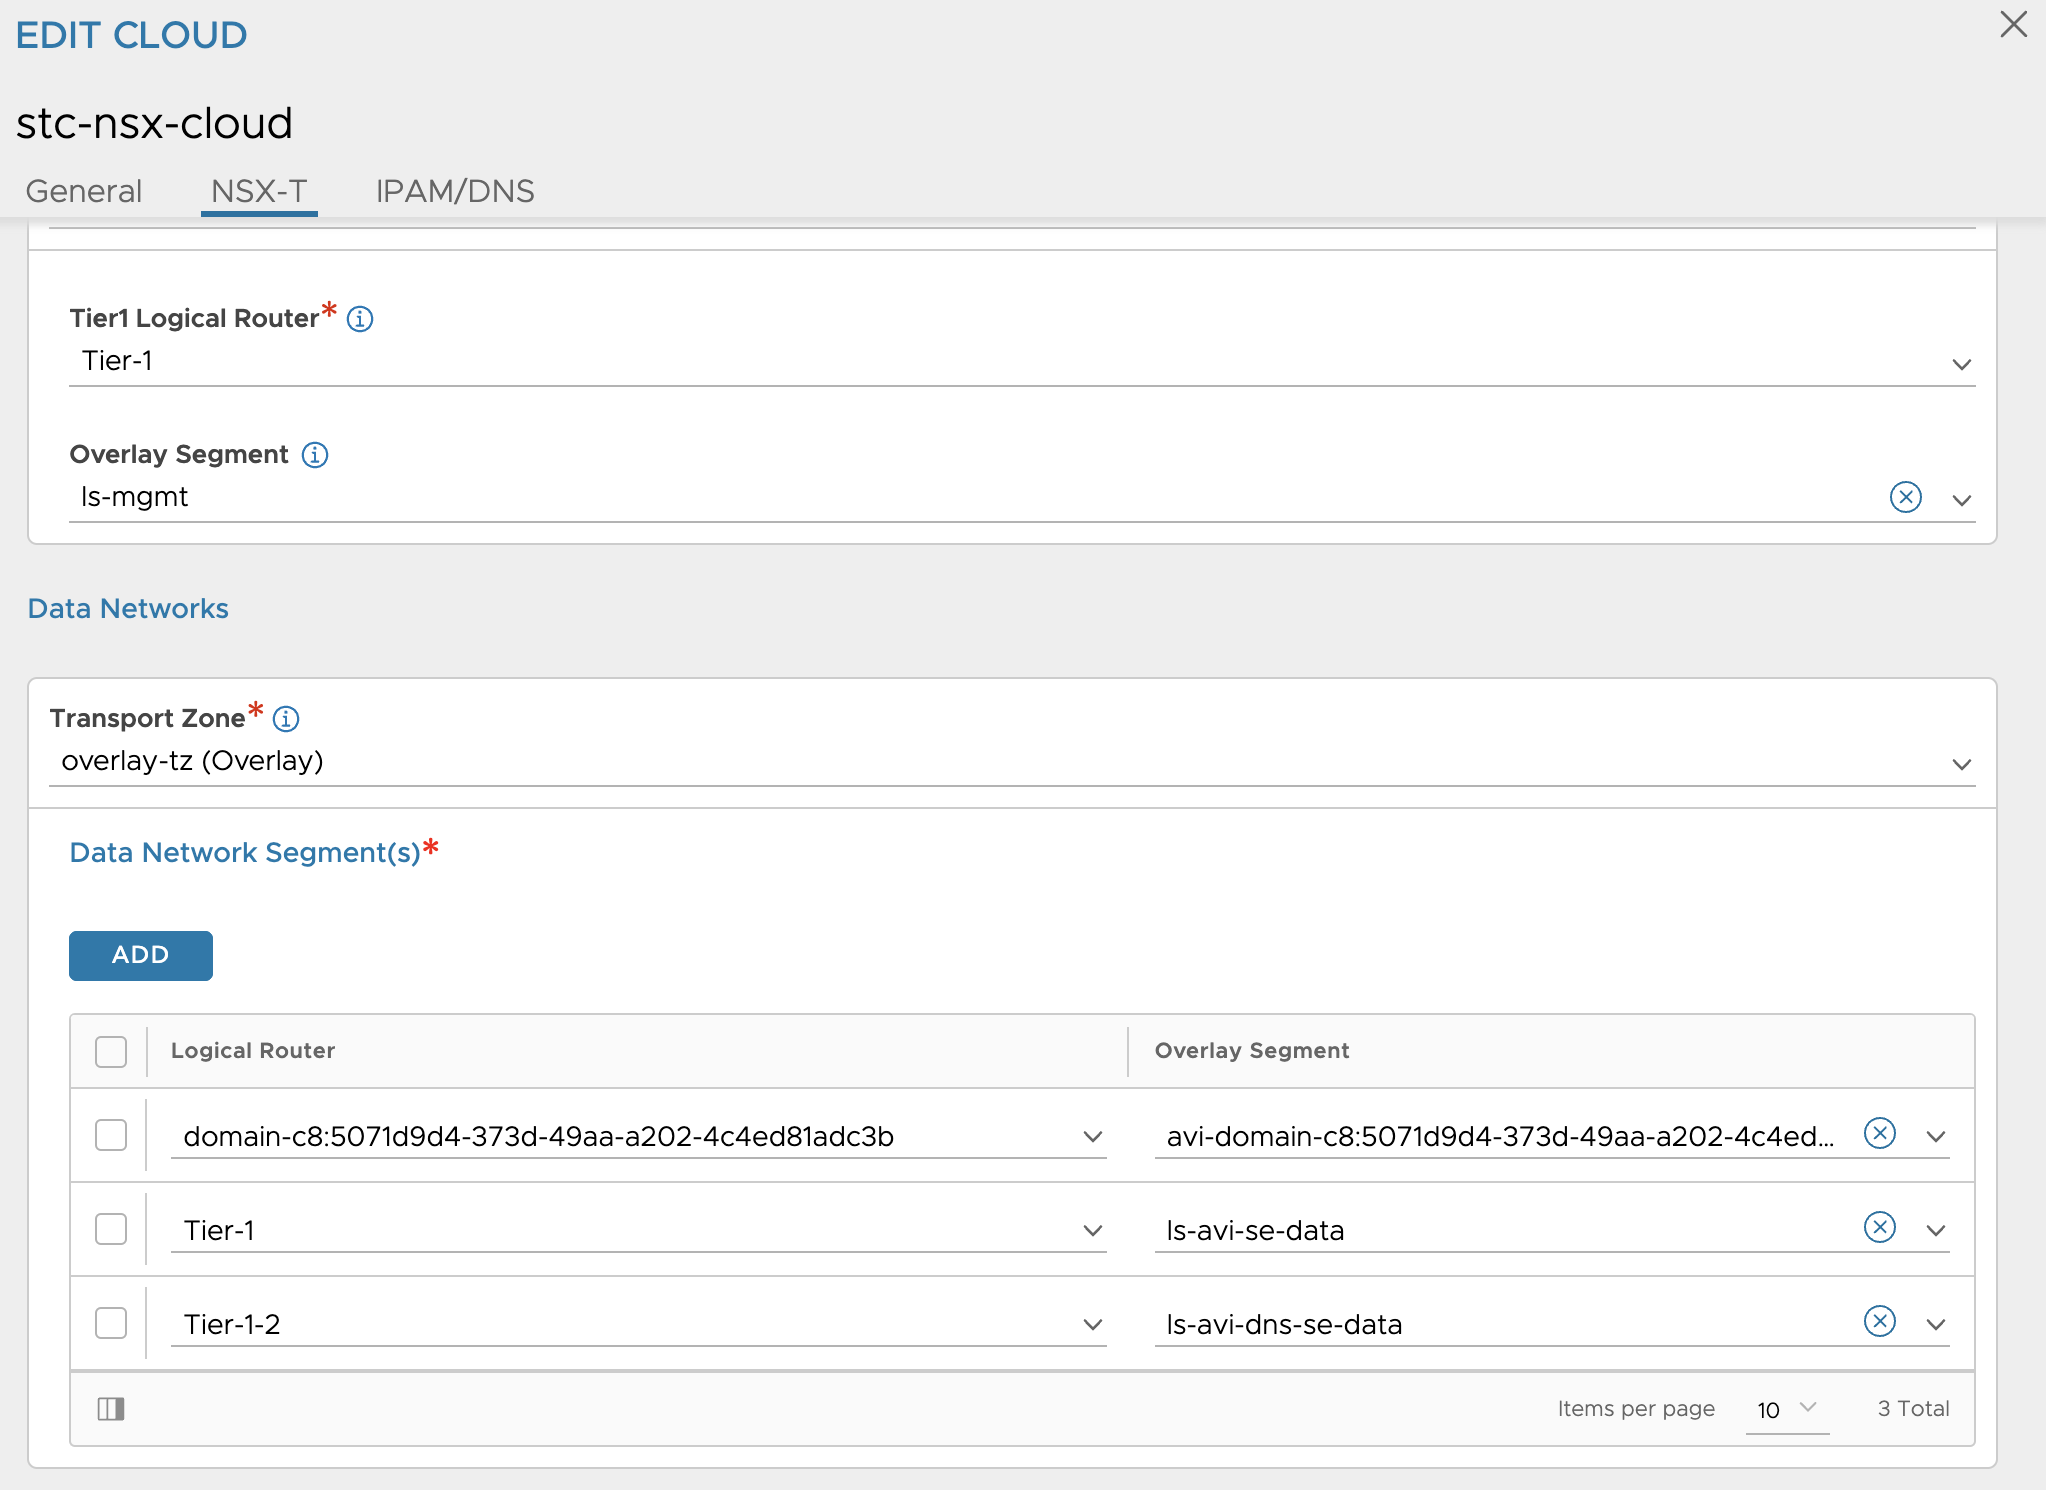 EDIT CLOUD
stc-nsx-cloud
General NSX-T IPAM/DNS
Tier1 Logical Router*
Tier-1
Overlay Segment
ls-mgmt
Data Networks
Transport Zone*
overlay-tz (Overlay)
Data Network Segment(s)*
ADD
Logical Router Overlay Segment
domain-c8:5071d9d4-373d-49aa-a202-4c4ed81adc3b avi-domain-c8:5071d9d4-373d-49aa-a202-4c4ed...
Tier-1 ls-avi-se-data
Tier-1-2 ls-avi-dns-se-data
Items per page 10 3 Total